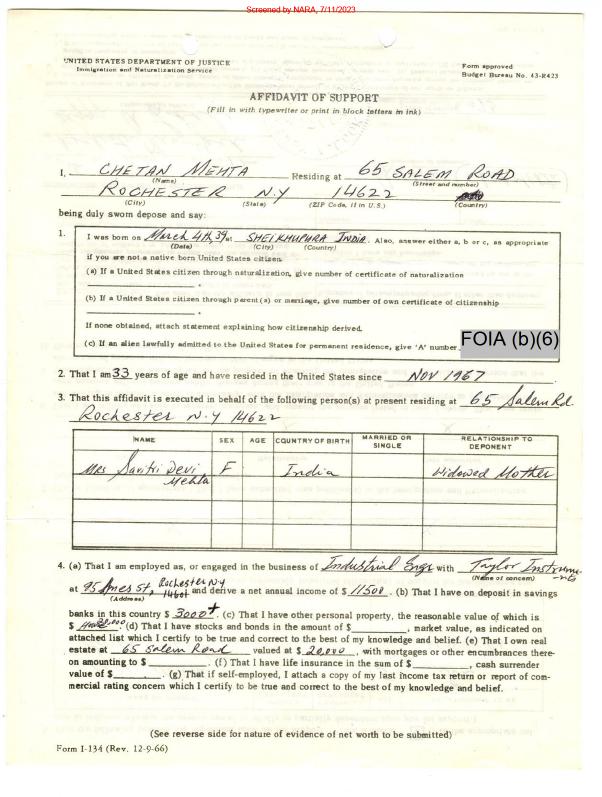 Screened by NARA, 7/11/2023
UNITED STATES DEPARTMENT OF JUSTICE
Immigration and Naturalization Service
Form approved
Budget Bureau No. 43-R423
AFFIDAVIT OF SUPPORT
(Fill in with typewriter or print in block letters in ink)
I, CHETAN MEHTA Residing at 65 SALEM ROAD
(Name) (Street and number)
ROCHESTER N.Y 14622
(City) (State) (ZIP Code, if in U.S.) (Country)
being duly sworn depose and say:
1. I was born on March 4th, 39 at SHEIKHUPURA INDIA. Also, answer either a, b or c, as appropriate
(Date) (City) (Country)
if you are not a native born United States citizen.
(a) If a United States citizen through naturalization, give number of certificate of naturalization
.
(b) If a United States citizen through parent(s) or marriage, give number of own certificate of citizenship
.
If none obtained, attach statement explaining how citizenship derived.
(c) If an alien lawfully admitted to the United States for permanent residence, give 'A' number. FOIA (b)(6)
2. That I am 33 years of age and have resided in the United States since NOV 1967
3. That this affidavit is executed in behalf of the following person(s) at present residing at 65 Salem Rd.
Rochester N.Y 14622
NAME SEX AGE COUNTRY OF BIRTH MARRIED OR SINGLE RELATIONSHIP TO DEPONENT
Mrs Savitri Devi F India Widowed Mother
Mehta
4. (a) That I am employed as, or engaged in the business of Industrial Engr with Taylor Instruments
(Name of concern)
at 95 Ames St, Rochester N.Y 14601 and derive a net annual income of $ 11500. (b) That I have on deposit in savings
(Address)
banks in this country $ 3000+. (c) That I have other personal property, the reasonable value of which is
$ 20,000. (d) That I have stocks and bonds in the amount of $ , market value, as indicated on
attached list which I certify to be true and correct to the best of my knowledge and belief. (e) That I own real
estate at 65 Salem Road valued at $ 20,000, with mortgages or other encumbrances there-
on amounting to $ . (f) That I have life insurance in the sum of $ , cash surrender
value of $ . (g) That if self-employed, I attach a copy of my last income tax return or report of com-
mercial rating concern which I certify to be true and correct to the best of my knowledge and belief.
(See reverse side for nature of evidence of net worth to be submitted)
Form I-134 (Rev. 12-9-66)